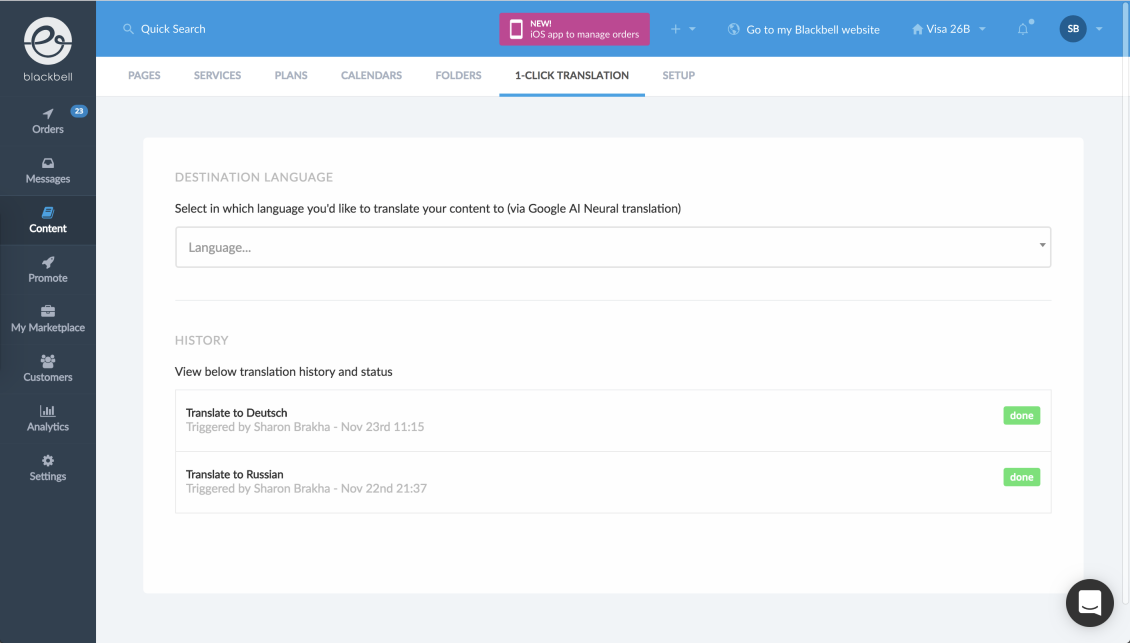 blackbell
Quick Search
NEW!
iOS app to manage orders
Go to my Blackbell website
Visa 26B
SB
PAGES
SERVICES
PLANS
CALENDARS
FOLDERS
1-CLICK TRANSLATION
SETUP
23
Orders
Messages
Content
Promote
My Marketplace
Customers
Analytics
Settings
DESTINATION LANGUAGE
Select in which language you'd like to translate your content to (via Google AI Neural translation)
Language...
HISTORY
View below translation history and status
Translate to Deutsch
Triggered by Sharon Brakha - Nov 23rd 11:15
done
Translate to Russian
Triggered by Sharon Brakha - Nov 22nd 21:37
done